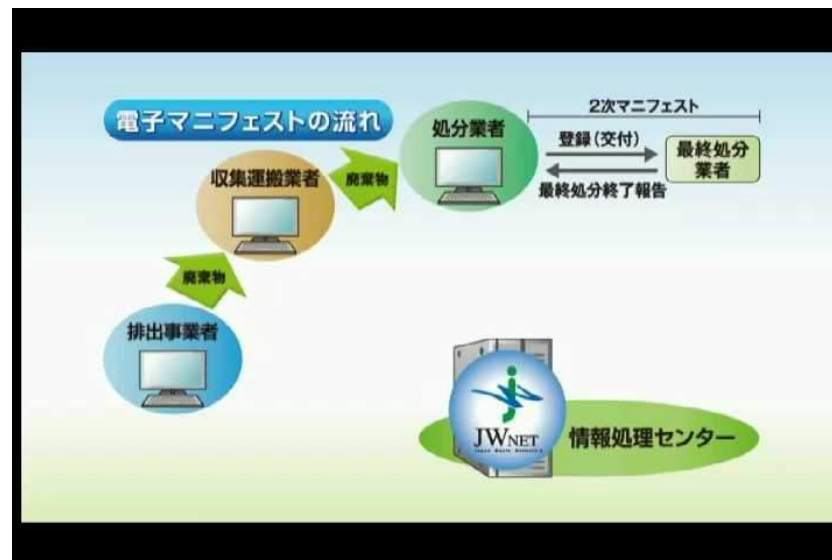 電子マニフェストの流れ
処分業者
2次マニフェスト
登録(交付)
最終処分
業者
最終処分終了報告
収集運搬業者
廃棄物
廃棄物
排出事業者
JWNET
情報処理センター